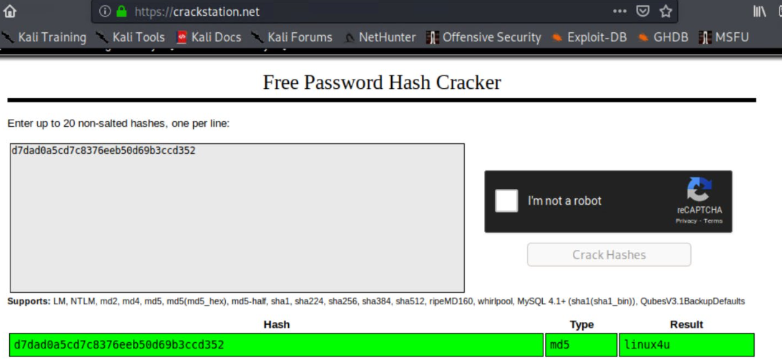 https://crackstation.net
Kali Training Kali Tools Kali Docs Kali Forums NetHunter Offensive Security Exploit-DB GHDB MSFU
Free Password Hash Cracker
Enter up to 20 non-salted hashes, one per line:
d7dad0a5cd7c8376eeb50d69b3ccd352
I'm not a robot
reCAPTCHA
Privacy - Terms
Crack Hashes
Supports: LM, NTLM, md2, md4, md5, md5(md5_hex), md5-half, sha1, sha224, sha256, sha384, sha512, ripeMD160, whirlpool, MySQL 4.1+ (sha1(sha1_bin)), QubesV3.1BackupDefaults
Hash Type Result
d7dad0a5cd7c8376eeb50d69b3ccd352 md5 linux4u